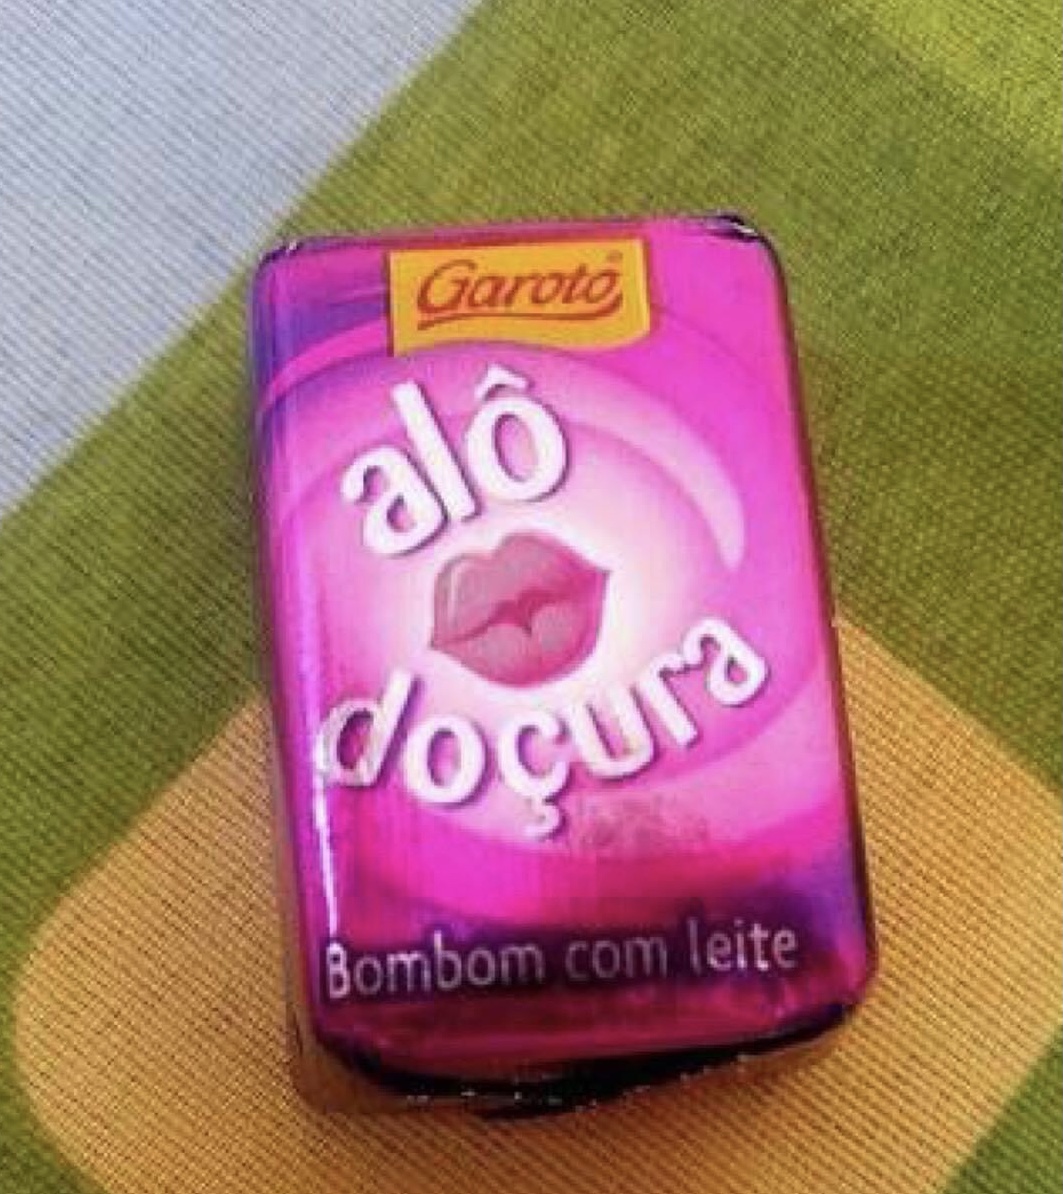 Garoto
alô
doçura
Bombom com leite